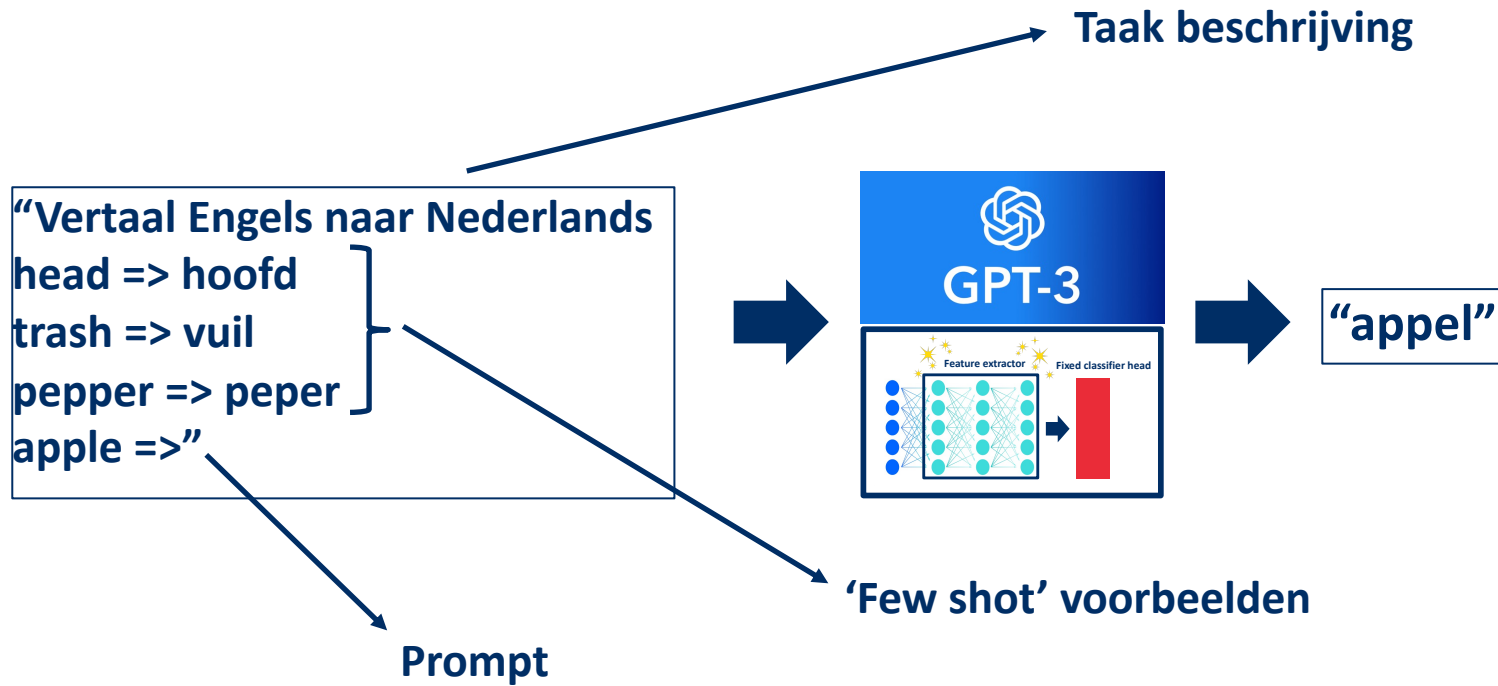 Taak beschrijving
“Vertaal Engels naar Nederlands
head => hoofd
trash => vuil
pepper => peper
apple =>”
GPT-3
Feature extractor
Fixed classifier head
“appel”
‘Few shot’ voorbeelden
Prompt